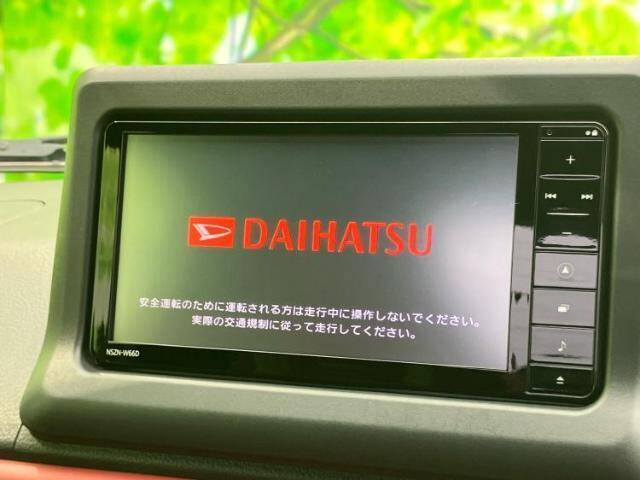 DAIHATSU
安全運転のために運転される方は走行中に操作しないでください。
実際の交通規制に従って走行してください。
NSZN-W66D